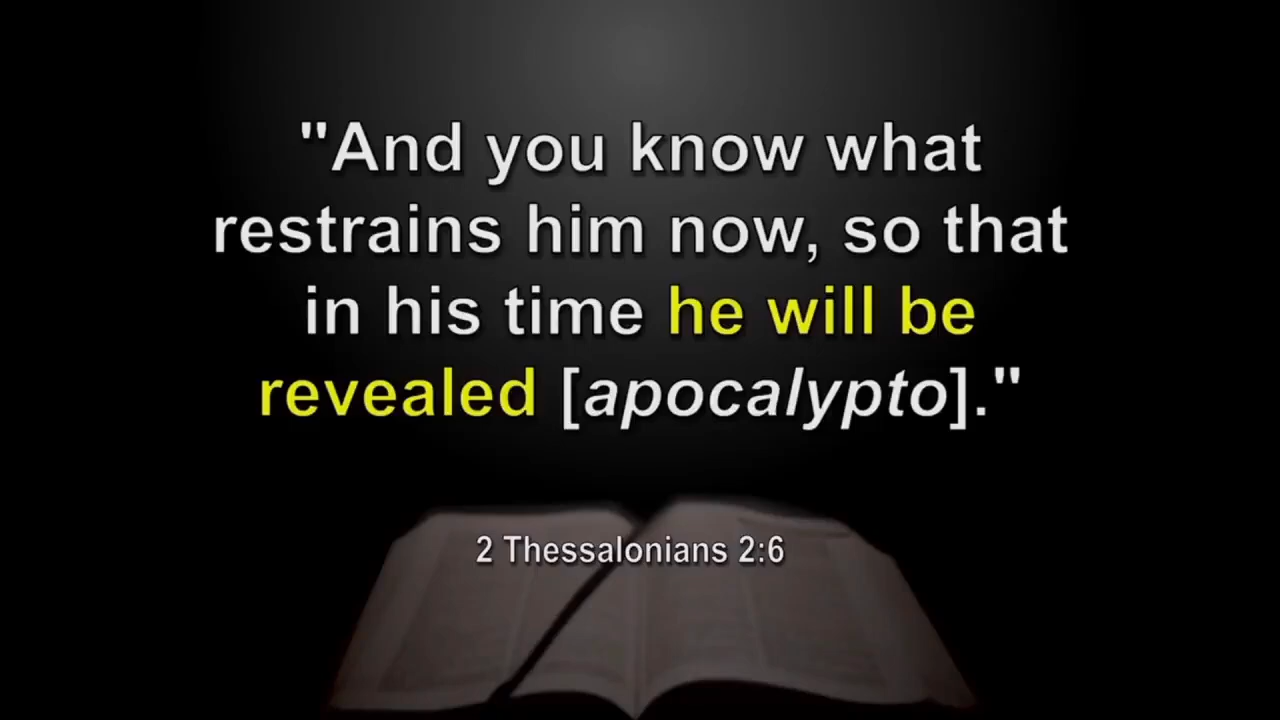 "And you know what
restrains him now, so that
in his time he will be
revealed [apocalypto]."
2 Thessalonians 2:6